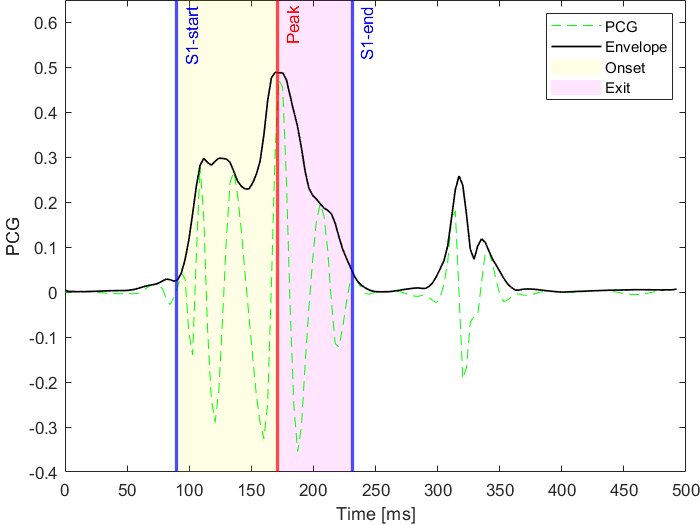 S1-start
Peak
S1-end
PCG
Envelope
Onset
Exit
PCG
0.6
0.5
0.4
0.3
0.2
0.1
0
-0.1
-0.2
-0.3
-0.4
0 50 100 150 200 250 300 350 400 450 500
Time [ms]